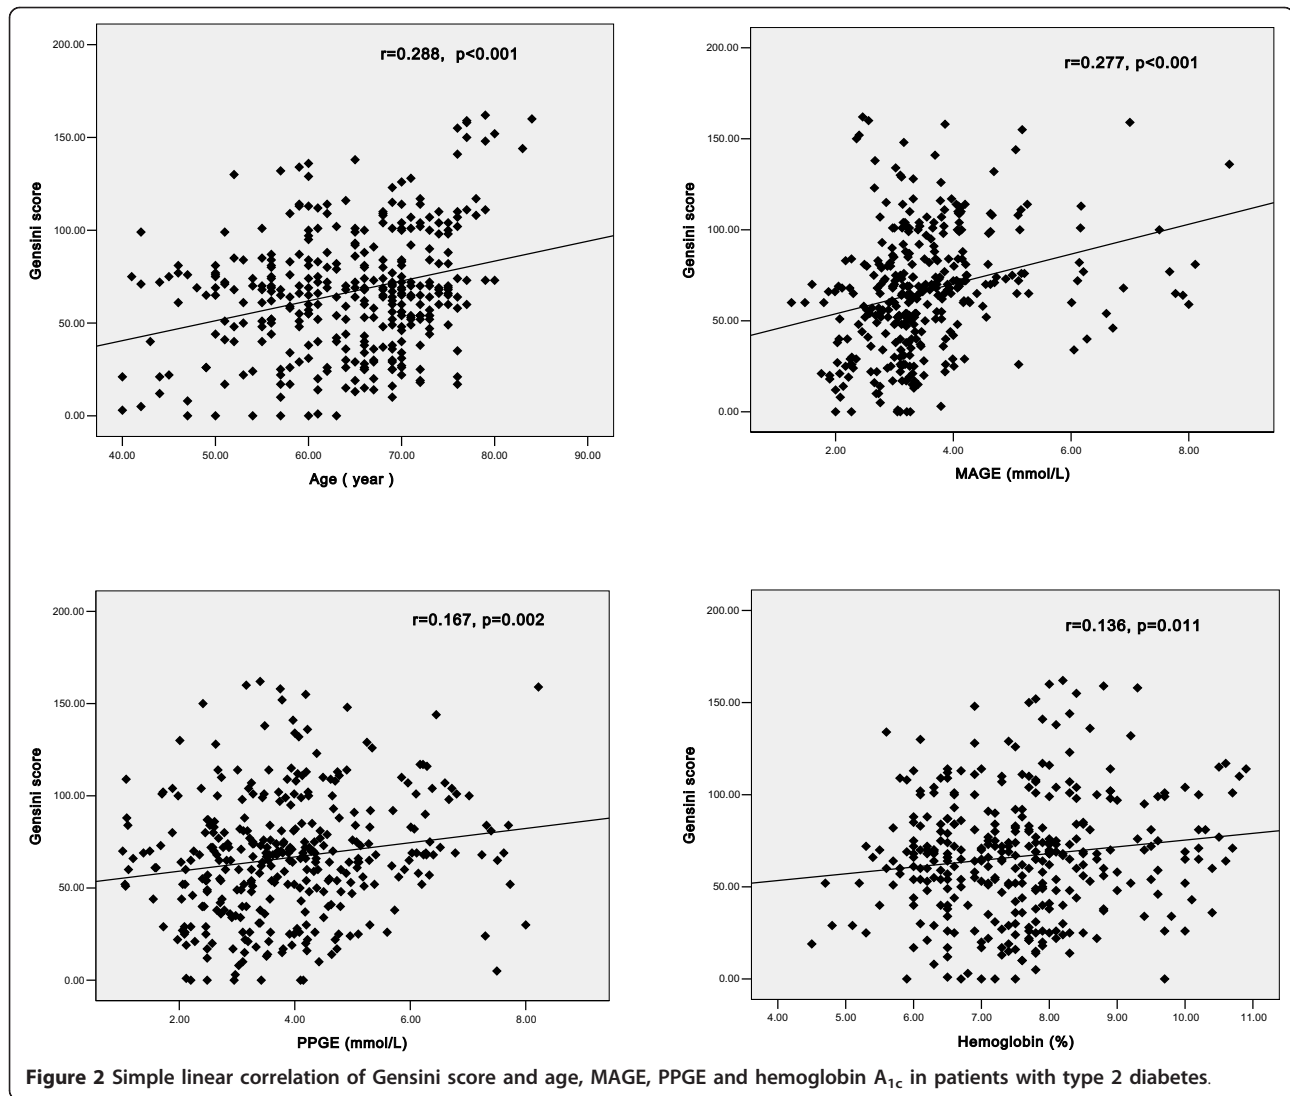 200.00
r=0.288, p<0.001
150.00
100.00
50.00
0.00
Gensini score
40.00 50.00 60.00 70.00 80.00 90.00
Age ( year )
200.00
r=0.277, p<0.001
150.00
100.00
50.00
0.00
Gensini score
2.00 4.00 6.00 8.00
MAGE (mmol/L)
200.00
r=0.167, p=0.002
150.00
100.00
50.00
0.00
Gensini score
2.00 4.00 6.00 8.00
PPGE (mmol/L)
200.00
r=0.136, p=0.011
150.00
100.00
50.00
0.00
Gensini score
4.00 5.00 6.00 7.00 8.00 9.00 10.00 11.00
Hemoglobin (%)
Figure 2 Simple linear correlation of Gensini score and age, MAGE, PPGE and hemoglobin A1c in patients with type 2 diabetes.